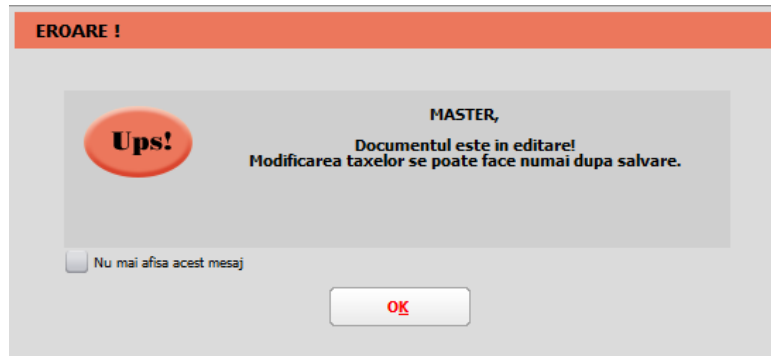 EROARE !
Ups!
MASTER,
Documentul este in editare!
Modificarea taxelor se poate face numai dupa salvare.
Nu mai afisa acest mesaj
OK